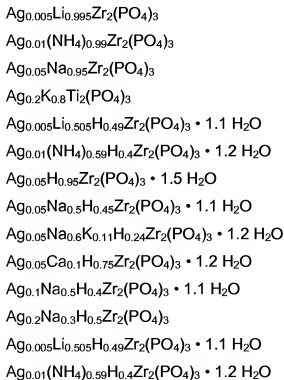 Ag0.005Li0.995Zr2(PO4)3
Ag0.01(NH4)0.99Zr2(PO4)3
Ag0.05Na0.95Zr2(PO4)3
Ag0.2K0.8Ti2(PO4)3
Ag0.005Li0.505H0.49Zr2(PO4)3 • 1.1 H2O
Ag0.01(NH4)0.59H0.4Zr2(PO4)3 • 1.2 H2O
Ag0.05H0.95Zr2(PO4)3 • 1.5 H2O
Ag0.05Na0.5H0.45Zr2(PO4)3 • 1.1 H2O
Ag0.05Na0.6K0.11H0.24Zr2(PO4)3 • 1.2 H2O
Ag0.05Ca0.1H0.75Zr2(PO4)3 • 1.2 H2O
Ag0.1Na0.5H0.4Zr2(PO4)3 • 1.1 H2O
Ag0.2Na0.3H0.5Zr2(PO4)3
Ag0.005Li0.505H0.49Zr2(PO4)3 • 1.1 H2O
Ag0.01(NH4)0.59H0.4Zr2(PO4)3 • 1.2 H2O